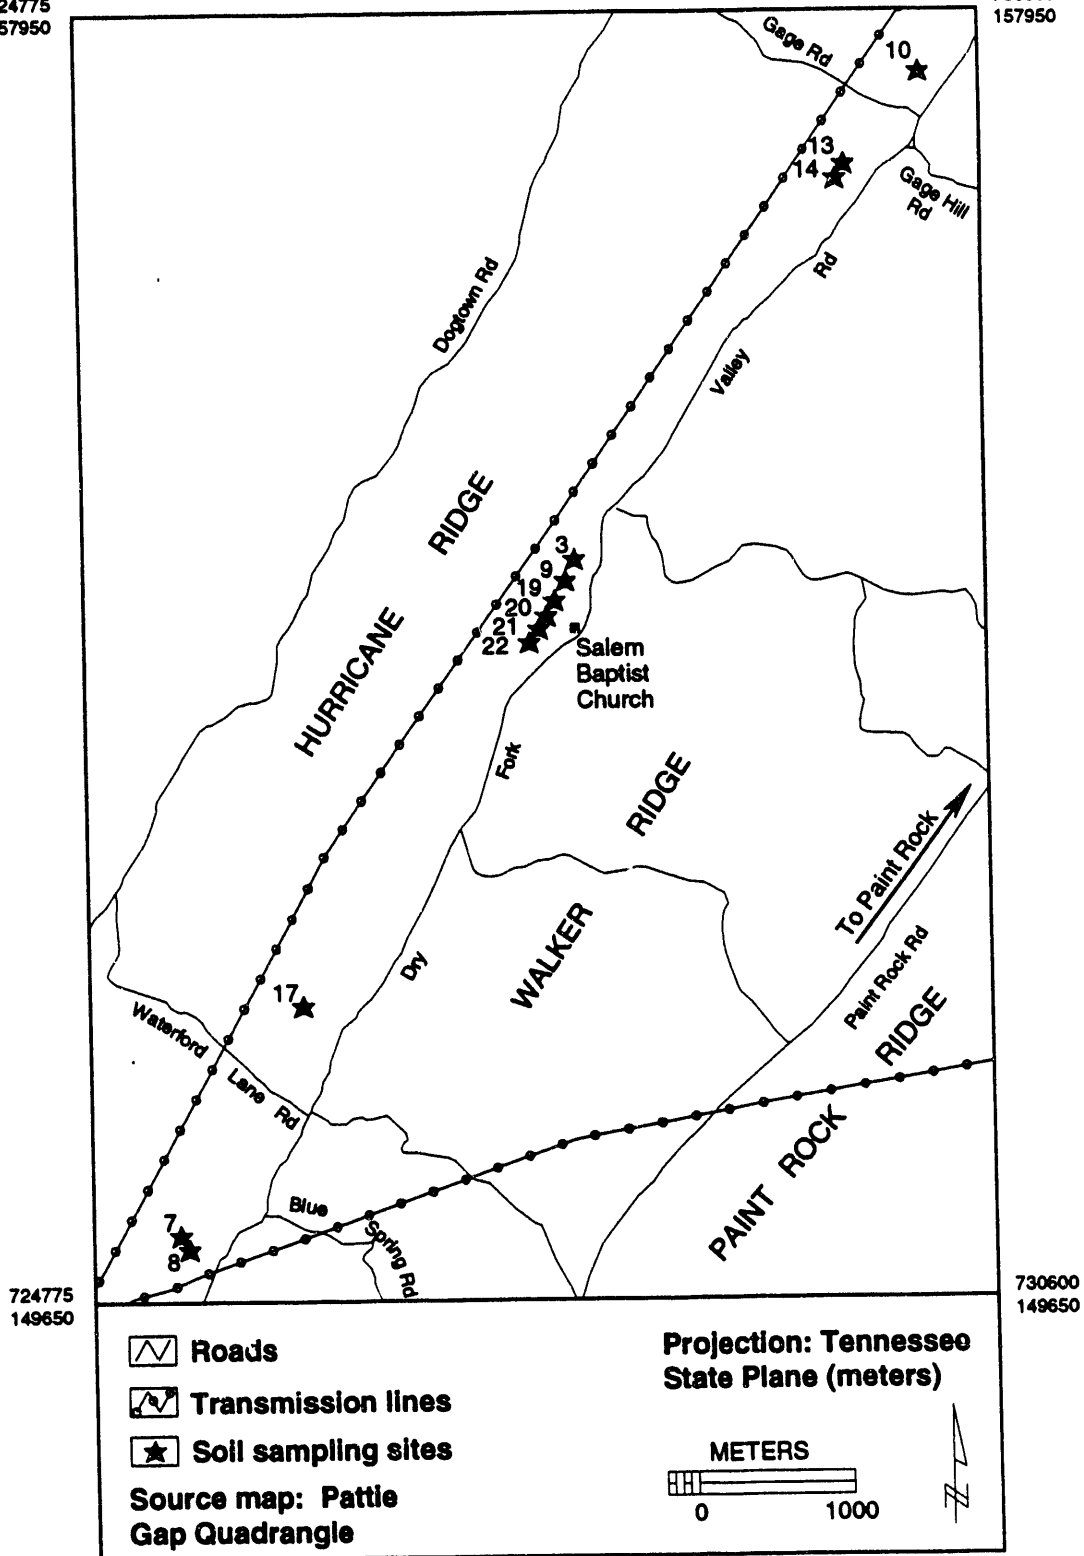 24775
57950
157950
Gage Rd
10
13
14
Gage Hill
Rd
Rd
Dogtown Rd
Valley
RIDGE
3
9
19
20
21
22
Salem
Baptist
Church
HURRICANE
Fork
RIDGE
To Paint Rock
WALKER
Dry
Paint Rock Rd
RIDGE
17
Waterford
Lane Rd
PAINT ROCK
Blue
Spring Rd
7
8
724775
149650
730600
149650
Roads
Transmission lines
Soil sampling sites
Source map: Pattie
Gap Quadrangle
Projection: Tennessee
State Plane (meters)
METERS
0 1000
N